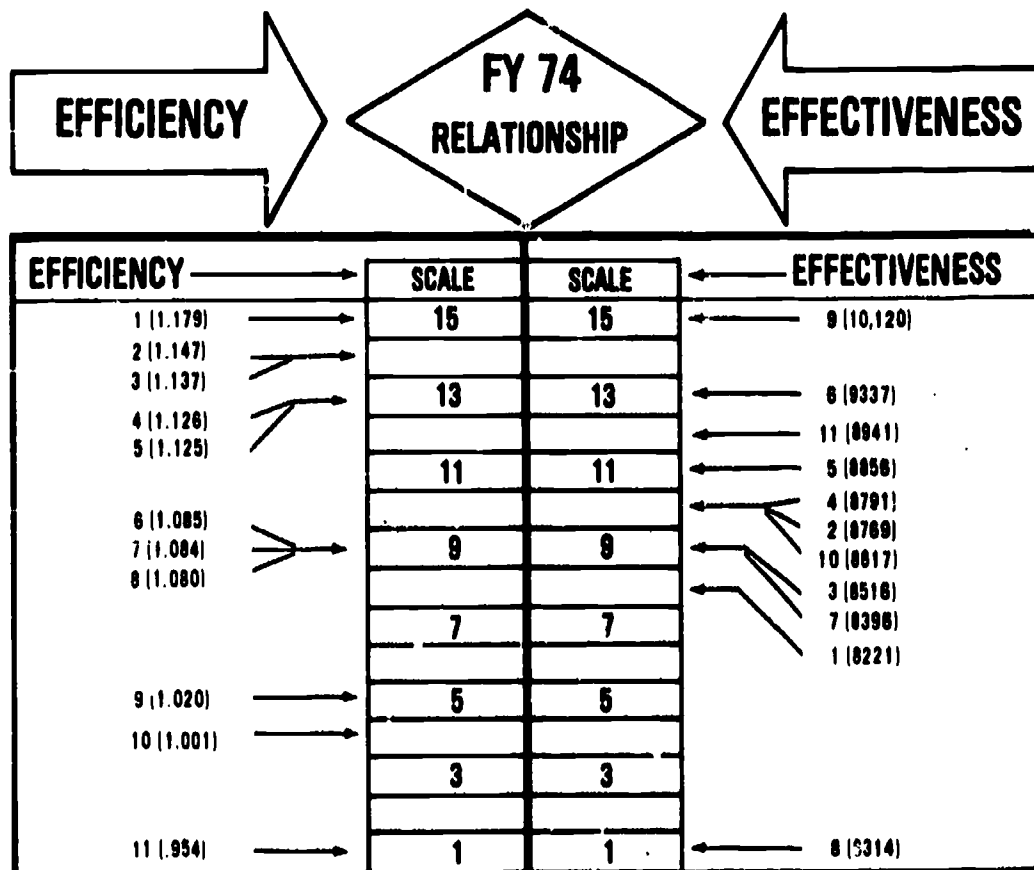 FY 74
RELATIONSHIP
EFFICIENCY
EFFECTIVENESS
EFFICIENCY SCALE SCALE EFFECTIVENESS
1 (1.179) 15 15 9 (10,120)
2 (1.147)
3 (1.137)
4 (1.126) 13 13 6 (9337)
5 (1.125) 11 (8941)
11 11 5 (8856)
4 (8791)
6 (1.085) 2 (8769)
7 (1.084) 9 9 10 (8617)
8 (1.080) 3 (8516)
7 7 7 (8396)
1 (8221)
9 (1.020) 5 5
10 (1.001)
3 3
11 (.954) 1 1 8